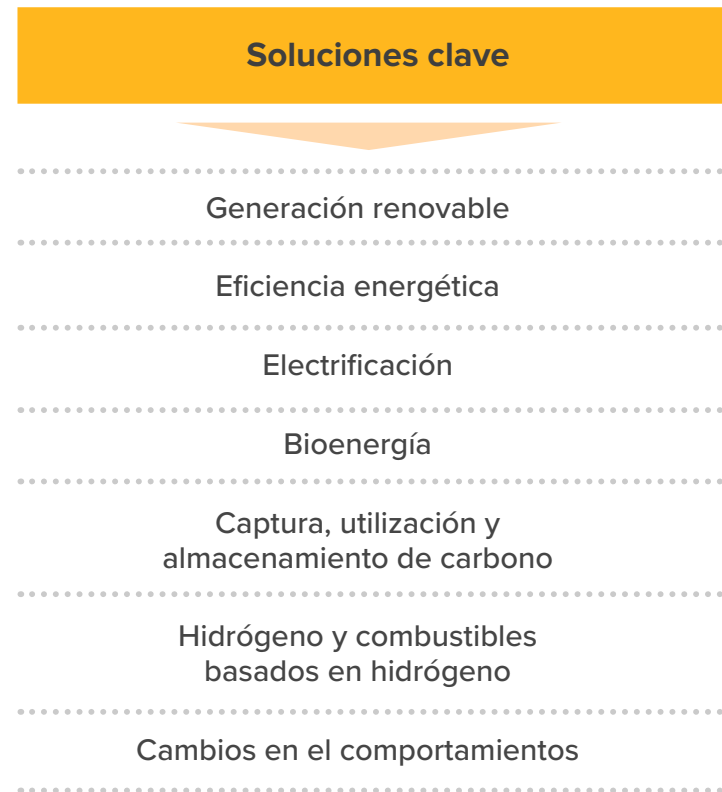 Soluciones clave
Generación renovable
Eficiencia energética
Electrificación
Bioenergía
Captura, utilización y
almacenamiento de carbono
Hidrógeno y combustibles
basados en hidrógeno
Cambios en el comportamientos